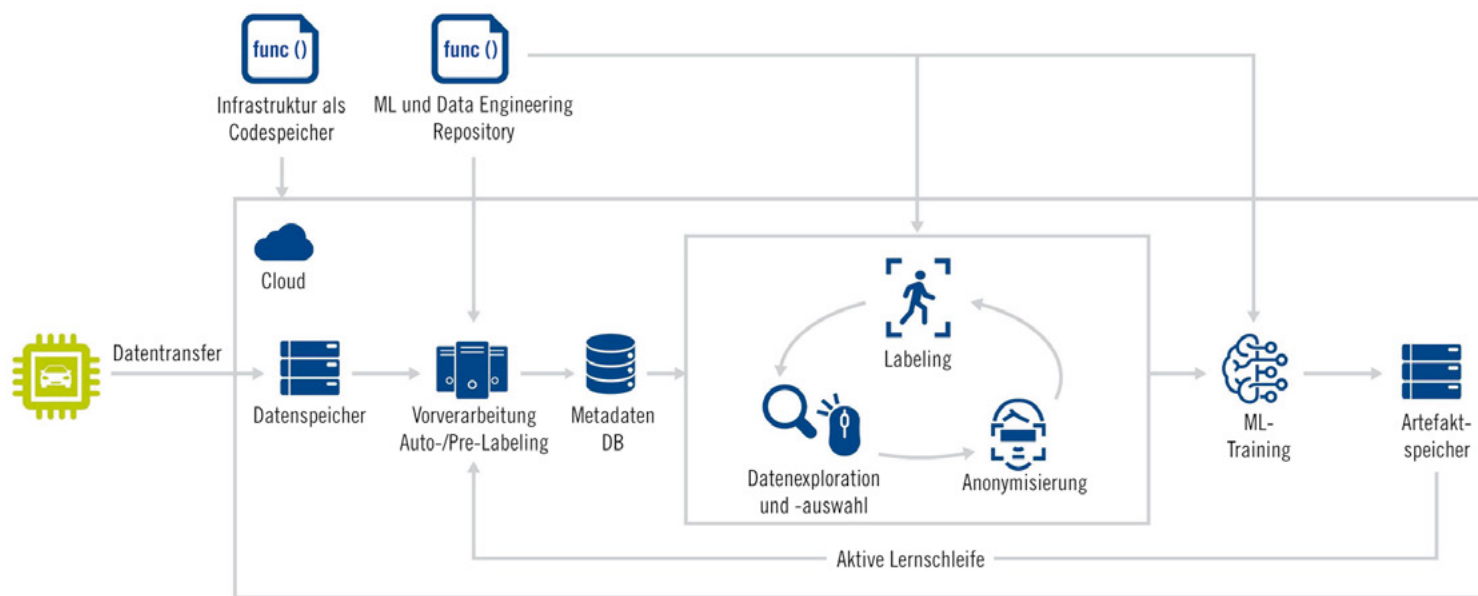 func ()
Infrastruktur als
Codespeicher
func ()
ML und Data Engineering
Repository
Cloud
Datentransfer
Datenspeicher
Vorverarbeitung
Auto-/Pre-Labeling
Metadaten
DB
Labeling
Datenexploration
und -auswahl
Anonymisierung
ML-
Training
Artefakt-
speicher
Aktive Lernschleife